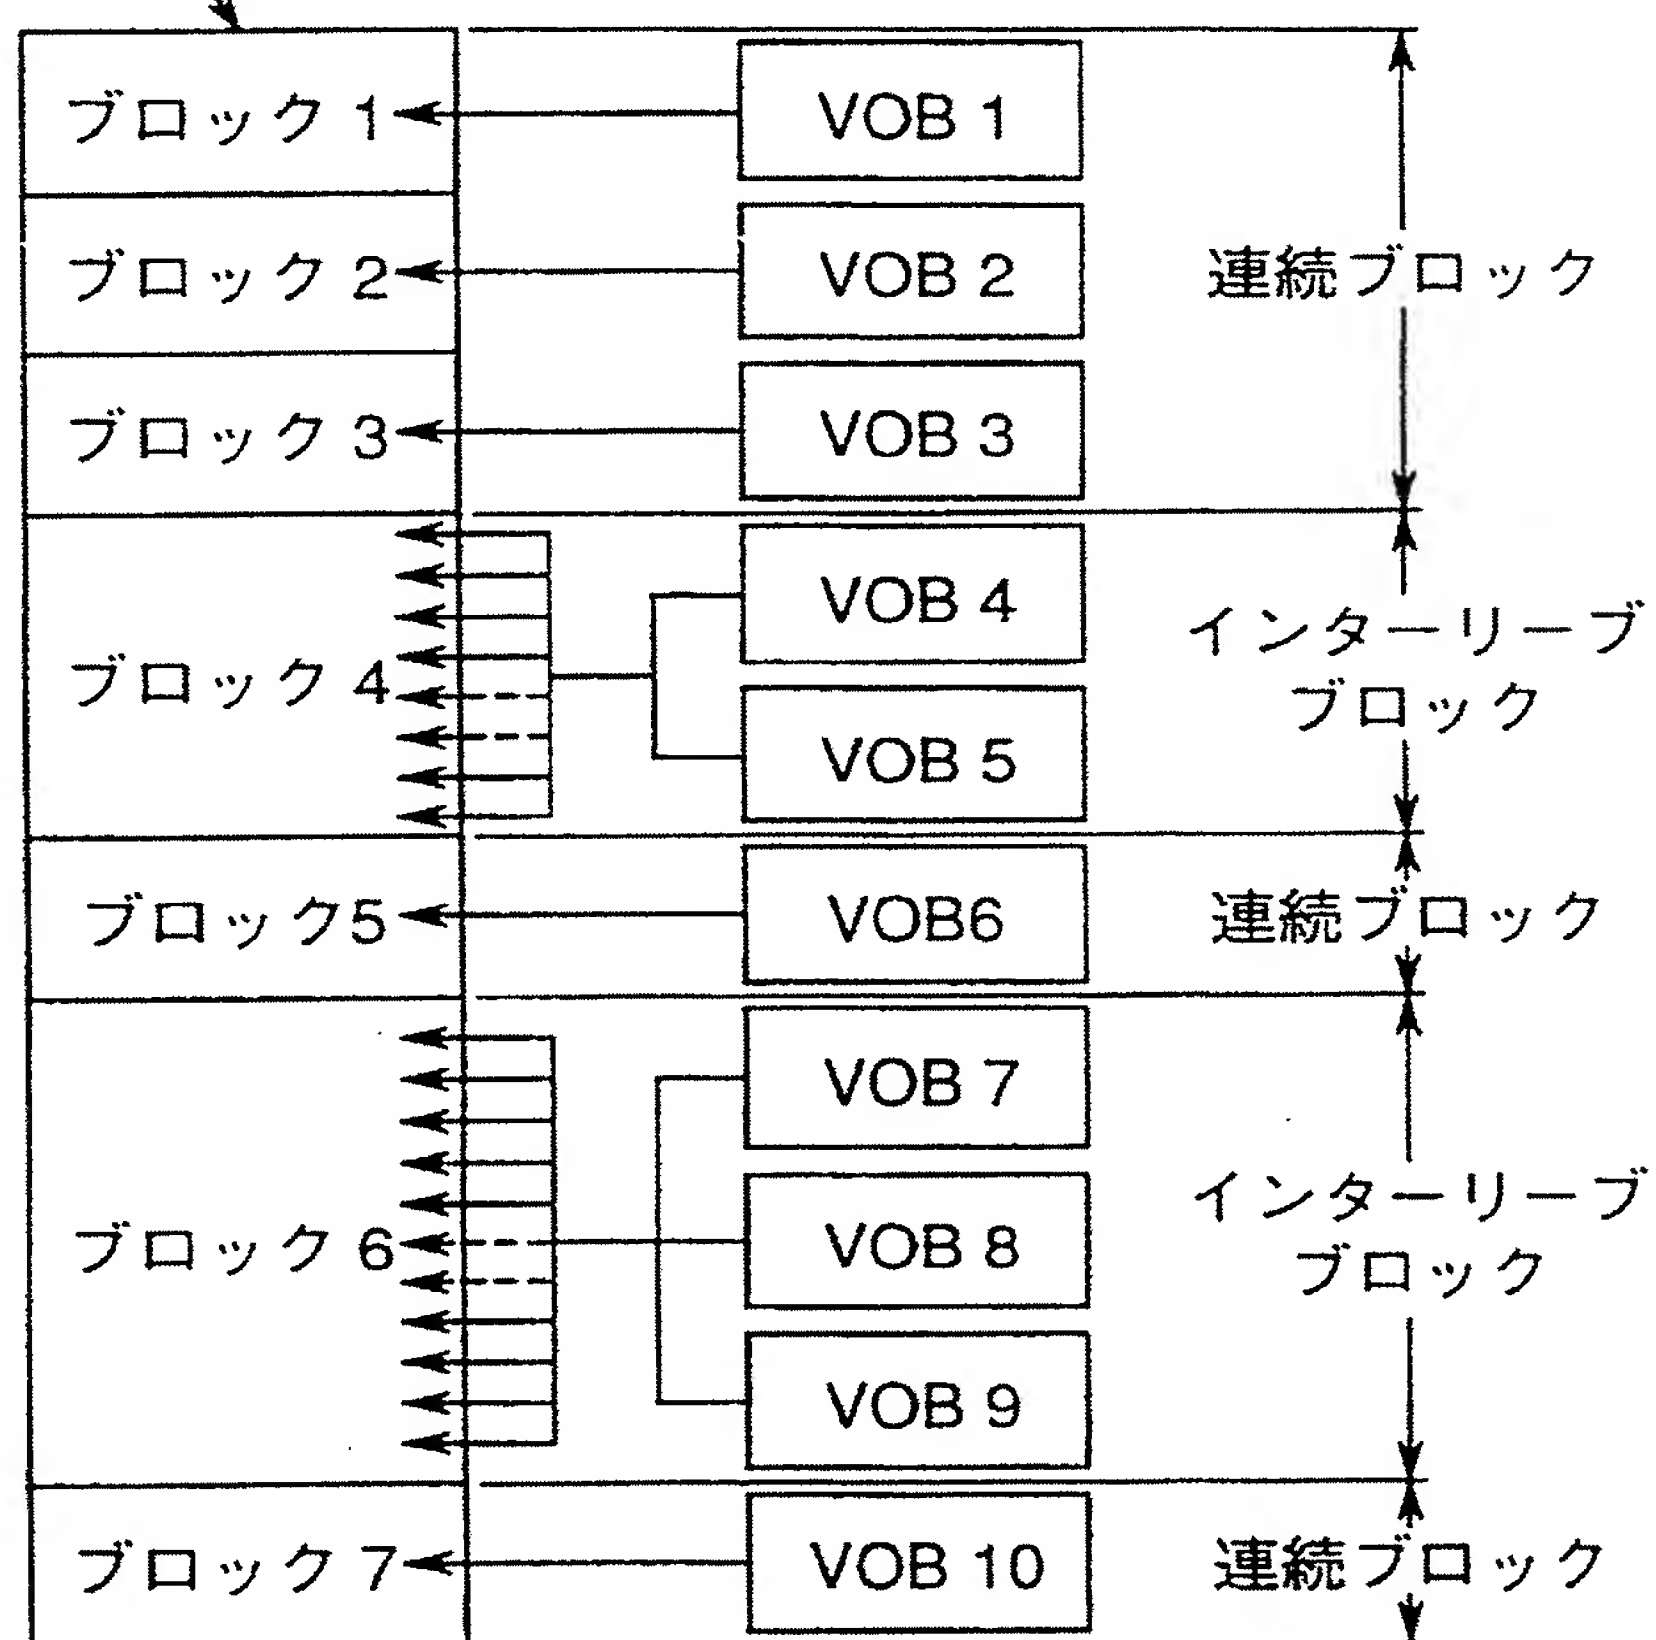 ブロック 1
VOB 1
ブロック 2
VOB 2
連続ブロック
ブロック 3
VOB 3
VOB 4
インターリーブ
ブロック
ブロック 4
VOB 5
ブロック5
VOB6
連続ブロック
VOB 7
インターリーブ
ブロック
ブロック 6
VOB 8
VOB 9
ブロック 7
VOB 10
連続ブロック